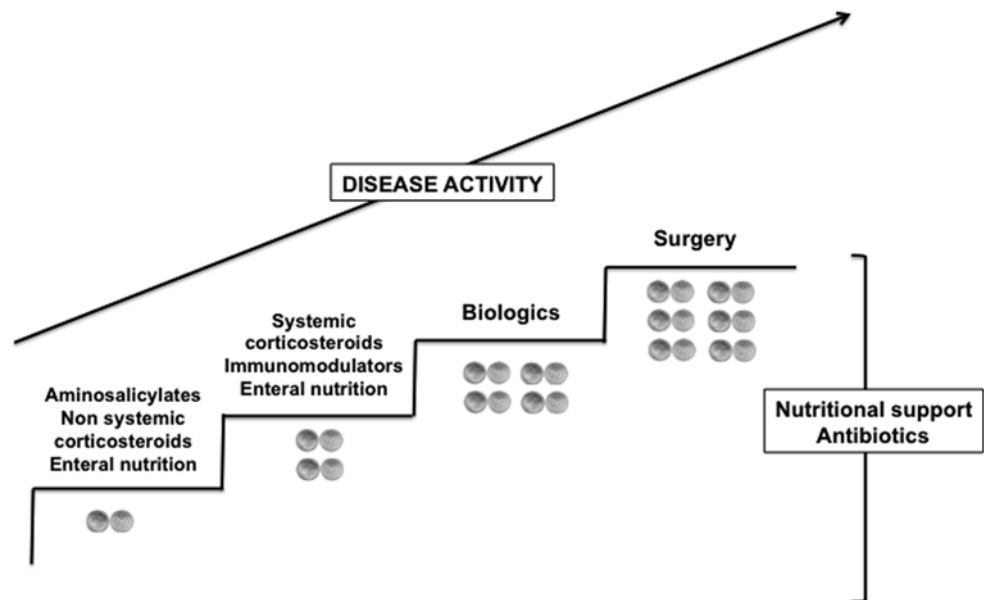 DISEASE ACTIVITY
Surgery
Biologics
Systemic
corticosteroids
Immunomodulators
Enteral nutrition
Aminosalicylates
Non systemic
corticosteroids
Enteral nutrition
Nutritional support
Antibiotics